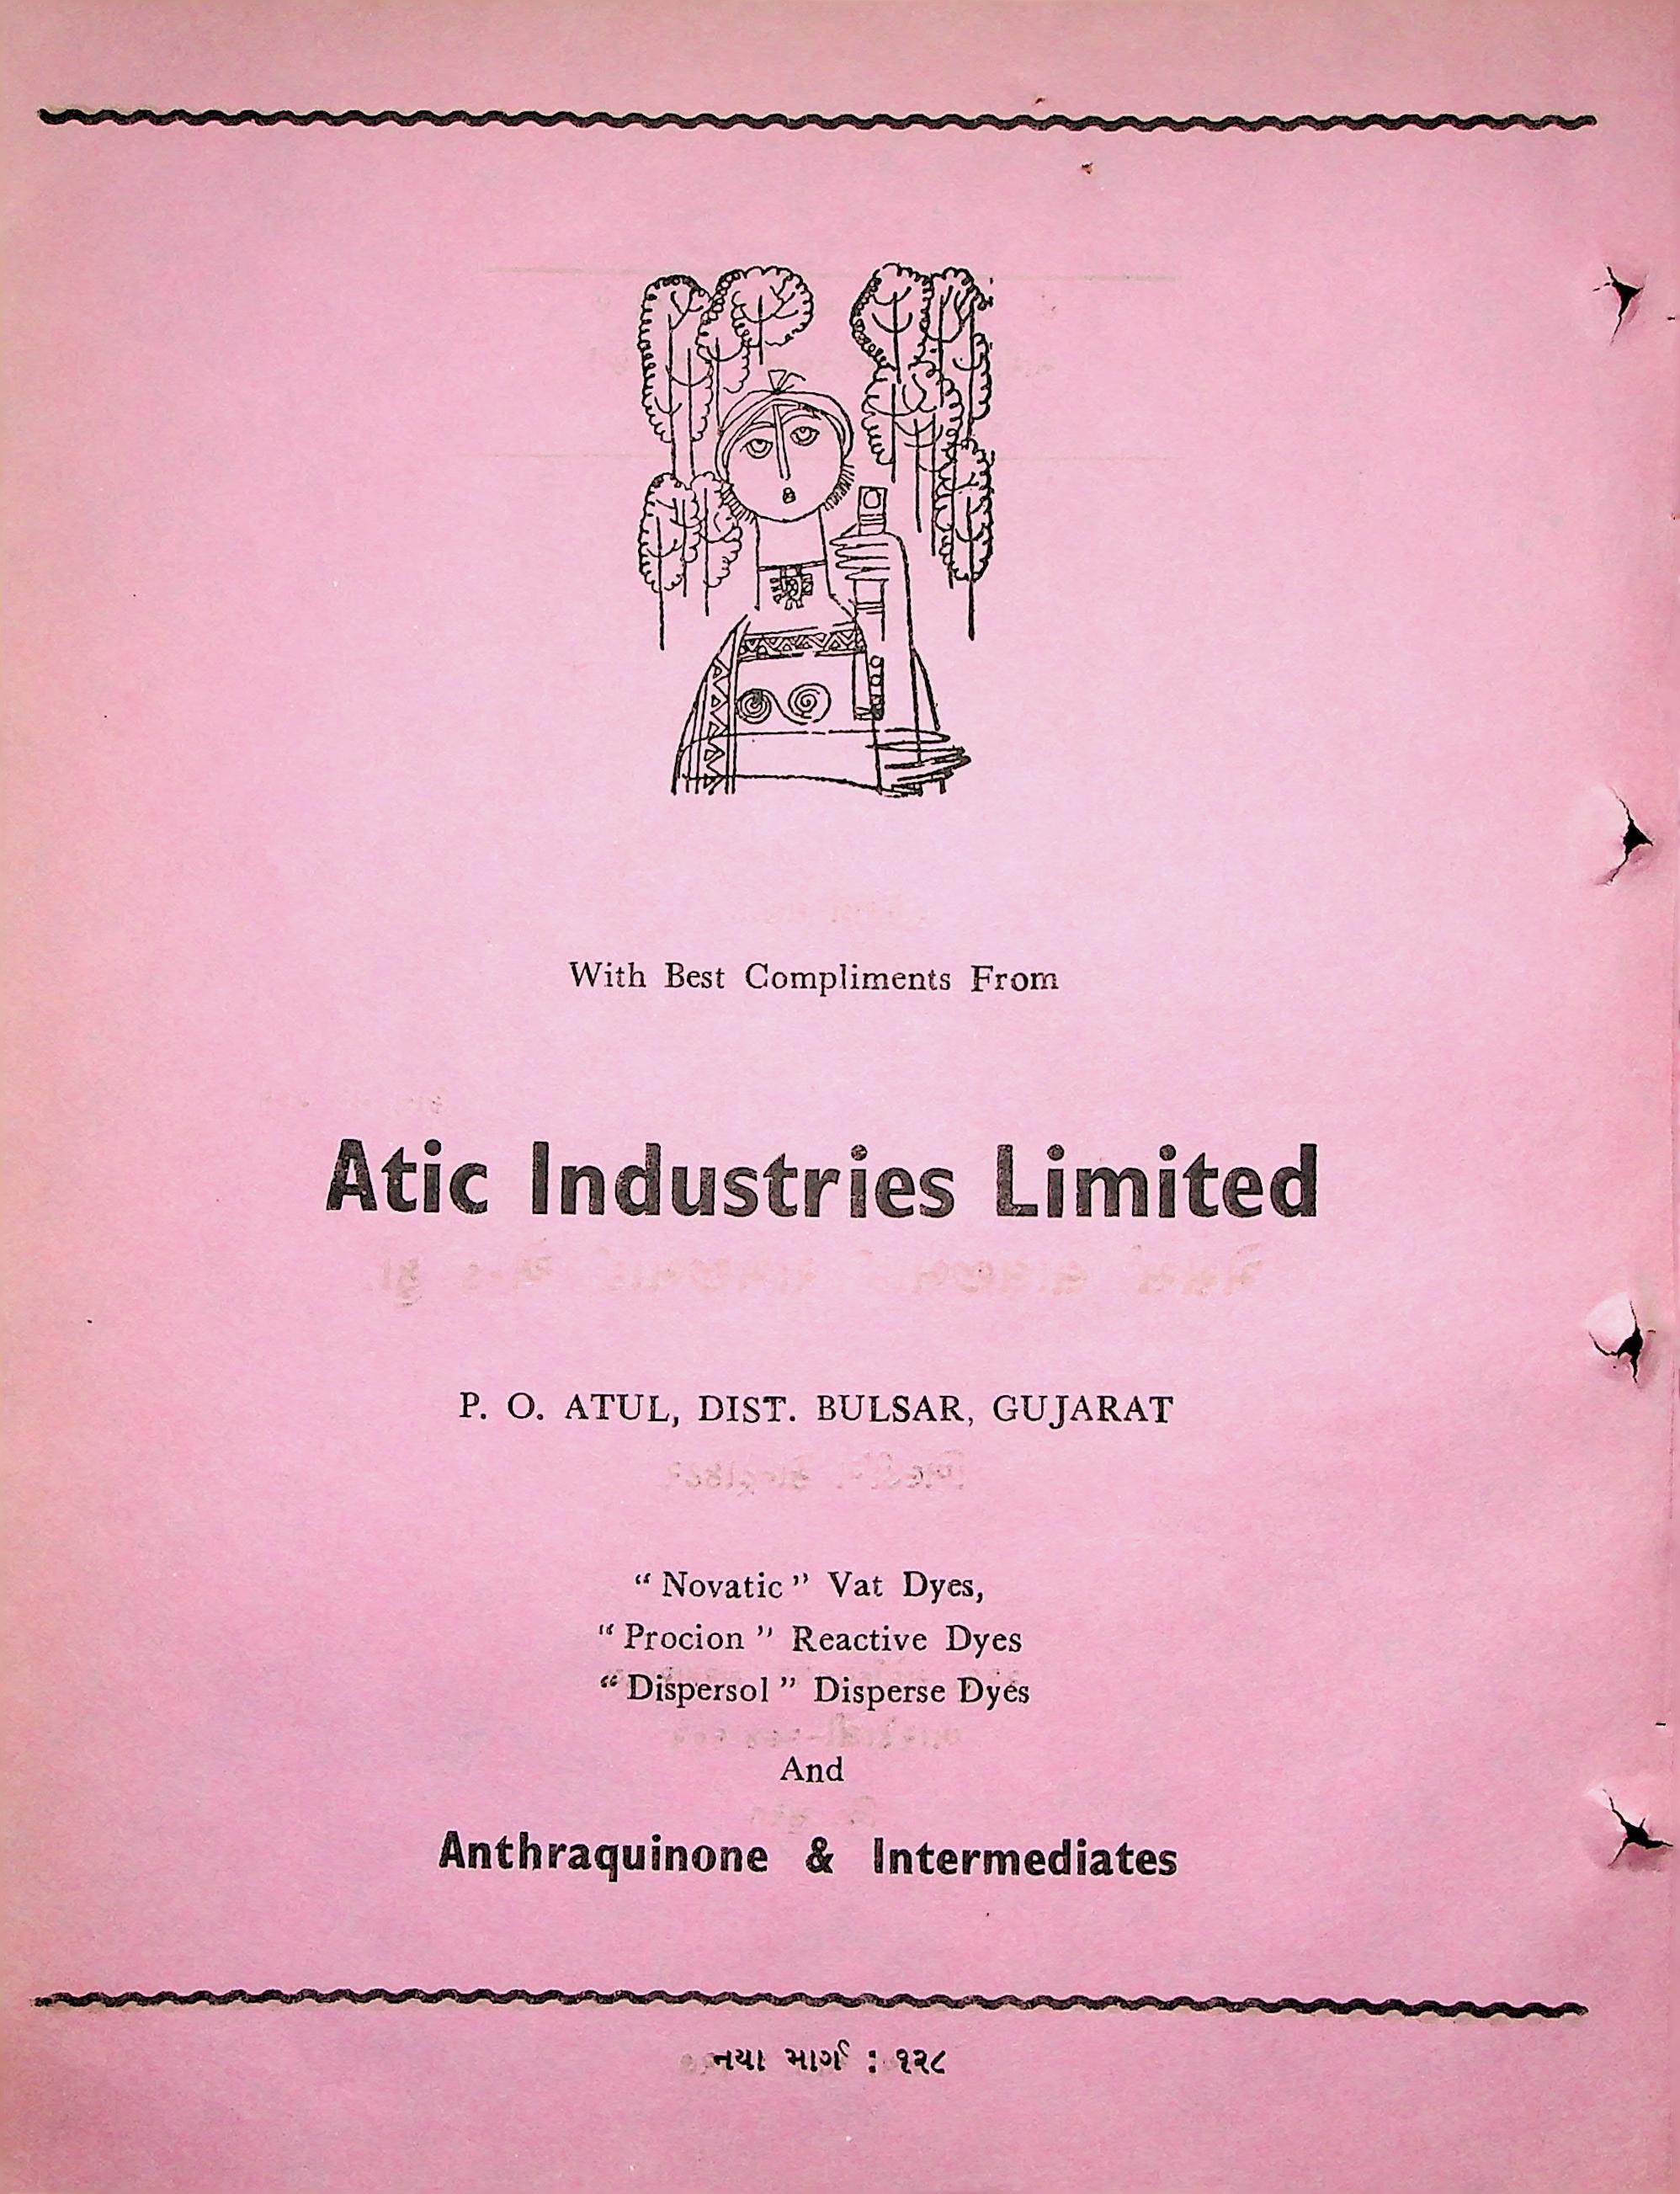 With Best Compliments From
Atic Industries Limited
P. O. ATUL, DIST. BULSAR, GUJARAT
“ Novatic ” Vat Dyes,
“ Procion ” Reactive Dyes
“ Dispersol ” Disperse Dyes
And
Anthraquinone & Intermediates
નયા માર્ગ : ૧૨૮